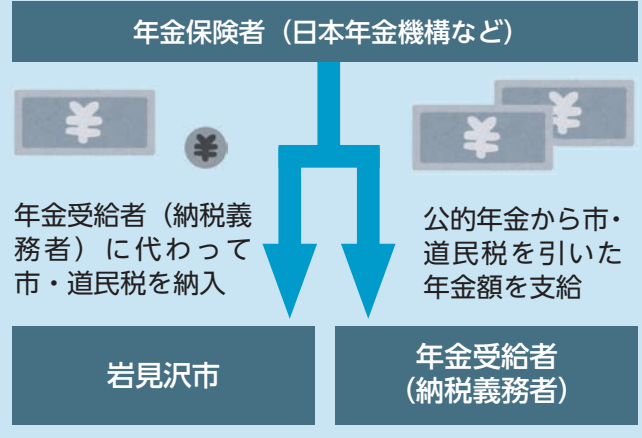 年金保険者（日本年金機構など）
¥
¥
¥
¥
年金受給者（納税義
務者）に代わって
市・道民税を納入
公的年金から市・
道民税を引いた
年金額を支給
岩見沢市
年金受給者
（納税義務者）